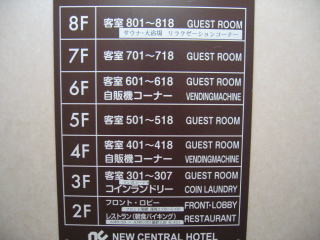 8F 客室 801～818 GUEST ROOM
サウナ・大浴場 リラクゼーションコーナー
7F 客室 701～718 GUEST ROOM
6F 客室 601～618 GUEST ROOM
自販機コーナー VENDINGMACHINE
5F 客室 501～518 GUEST ROOM
4F 客室 401～418 GUEST ROOM
自販機コーナー VENDINGMACHINE
3F 客室 301～307 GUEST ROOM
コインランドリー COIN LAUNDRY
2F フロント・ロビー FRONT・LOBBY
レストラン(朝食バイキング) RESTAURANT
NEW CENTRAL HOTEL